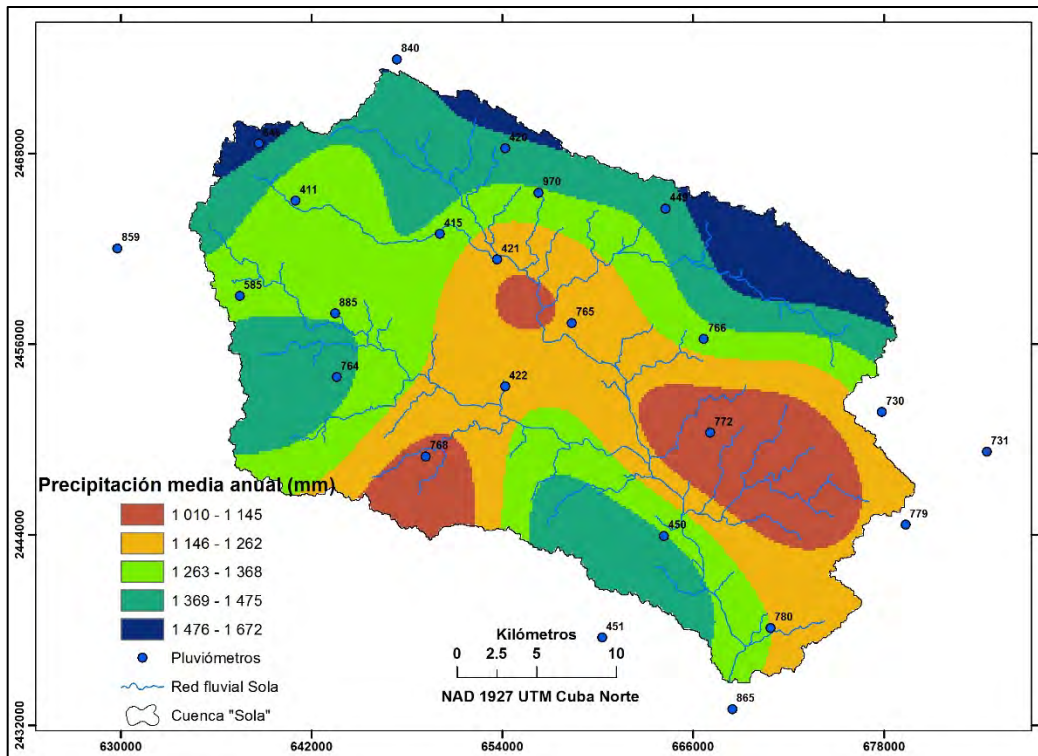 840
420
411
970
449
415
859
421
585
885
765
766
764
422
730
772
731
768
779
450
780
451
865
Precipitación media anual (mm)
1 010 - 1 145
1 146 - 1 262
1 263 - 1 368
1 369 - 1 475
1 476 - 1 672
Pluviómetros
Red fluvial Sola
Cuenca "Sola"
Kilómetros
0 2.5 5 10
NAD 1927 UTM Cuba Norte
2468000
2456000
2444000
2432000
630000 642000 654000 666000 678000